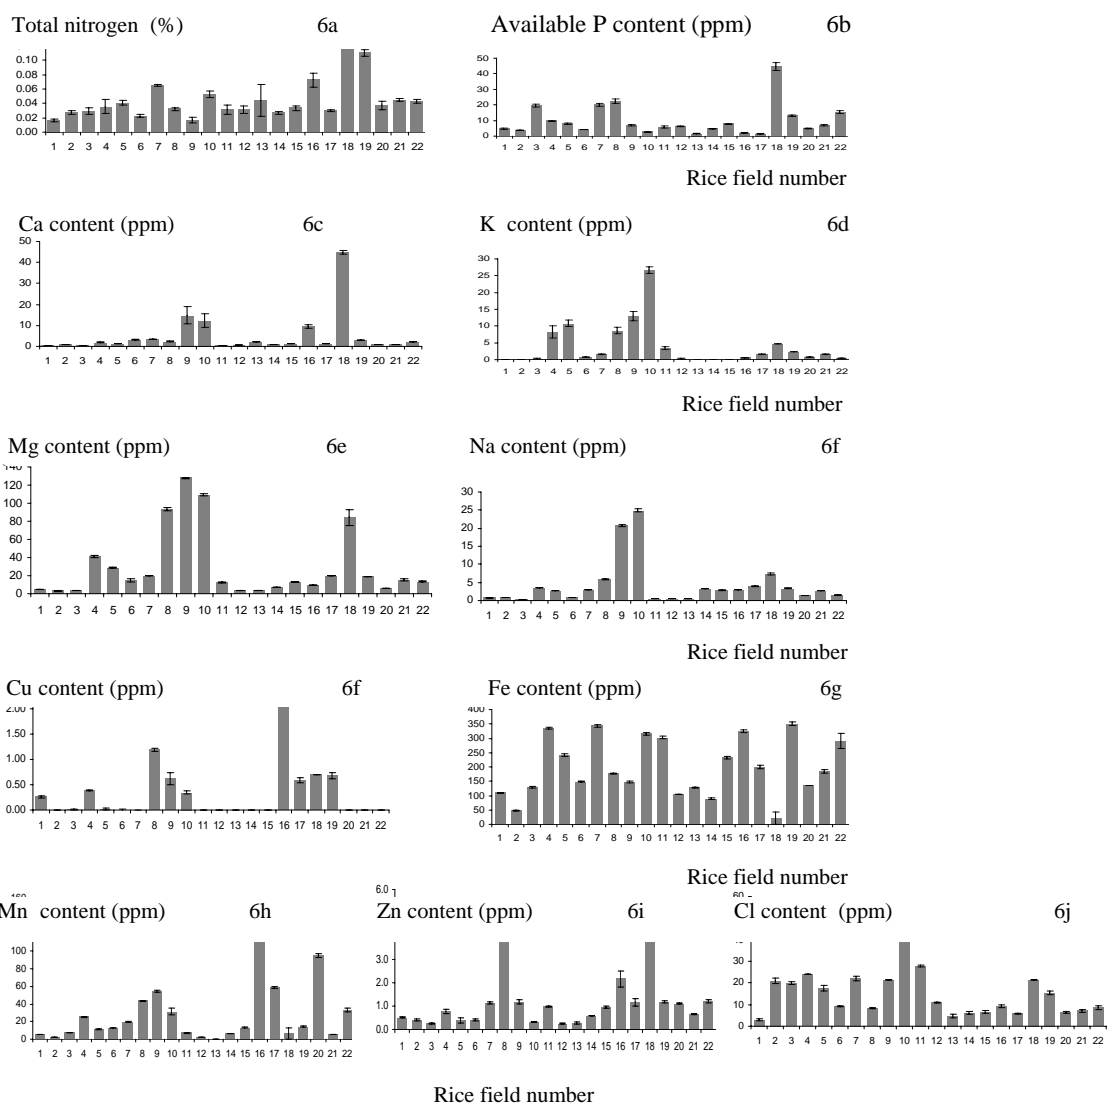 Total nitrogen (%) 6a
0.10
0.08
0.06
0.04
0.02
0.00
1 2 3 4 5 6 7 8 9 10 11 12 13 14 15 16 17 18 19 20 21 22
Available P content (ppm) 6b
50
40
30
20
10
0
1 2 3 4 5 6 7 8 9 10 11 12 13 14 15 16 17 18 19 20 21 22
Rice field number
Ca content (ppm) 6c
50
40
30
20
10
0
1 2 3 4 5 6 7 8 9 10 11 12 13 14 15 16 17 18 19 20 21 22
K content (ppm) 6d
30
25
20
15
10
5
0
1 2 3 4 5 6 7 8 9 10 11 12 13 14 15 16 17 18 19 20 21 22
Rice field number
Mg content (ppm) 6e
140
120
100
80
60
40
20
0
1 2 3 4 5 6 7 8 9 10 11 12 13 14 15 16 17 18 19 20 21 22
Na content (ppm) 6f
30
25
20
15
10
5
0
1 2 3 4 5 6 7 8 9 10 11 12 13 14 15 16 17 18 19 20 21 22
Rice field number
Cu content (ppm) 6f
2.00
1.50
1.00
0.50
0.00
1 2 3 4 5 6 7 8 9 10 11 12 13 14 15 16 17 18 19 20 21 22
Fe content (ppm) 6g
400
350
300
250
200
150
100
50
0
1 2 3 4 5 6 7 8 9 10 11 12 13 14 15 16 17 18 19 20 21 22
Rice field number
Mn content (ppm) 6h
100
80
60
40
20
0
1 2 3 4 5 6 7 8 9 10 11 12 13 14 15 16 17 18 19 20 21 22
6.0
Zn content (ppm) 6i
3.0
2.0
1.0
0.0
1 2 3 4 5 6 7 8 9 10 11 12 13 14 15 16 17 18 19 20 21 22
60
Cl content (ppm) 6j
40
30
20
10
0
1 2 3 4 5 6 7 8 9 10 11 12 13 14 15 16 17 18 19 20 21 22
Rice field number